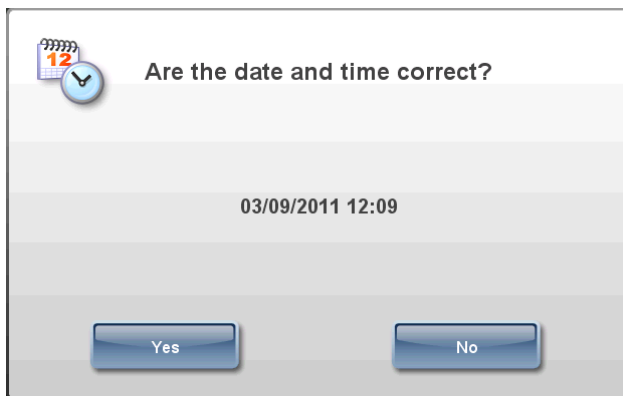 12
Are the date and time correct?
03/09/2011 12:09
Yes
No